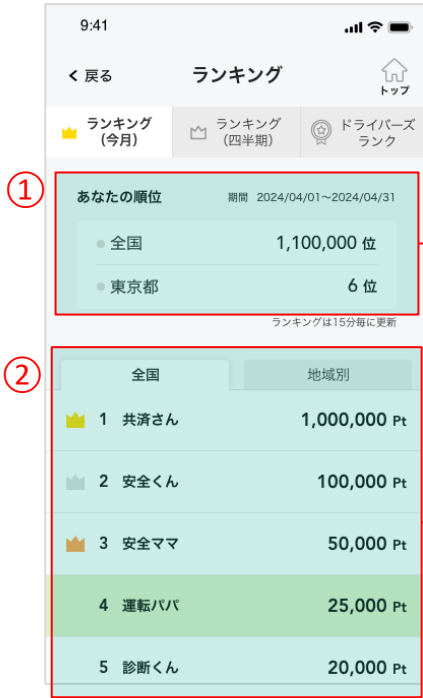 9:41
戻る ランキング トップ
ランキング (今月) ランキング (四半期) ドライバーズ ランク
①
あなたの順位 期間 2024/04/01～2024/04/31
全国 1,100,000 位
東京都 6 位
ランキングは15分毎に更新
②
全国 地域別
1 共済さん 1,000,000 Pt
2 安全くん 100,000 Pt
3 安全ママ 50,000 Pt
4 運転パパ 25,000 Pt
5 診断くん 20,000 Pt